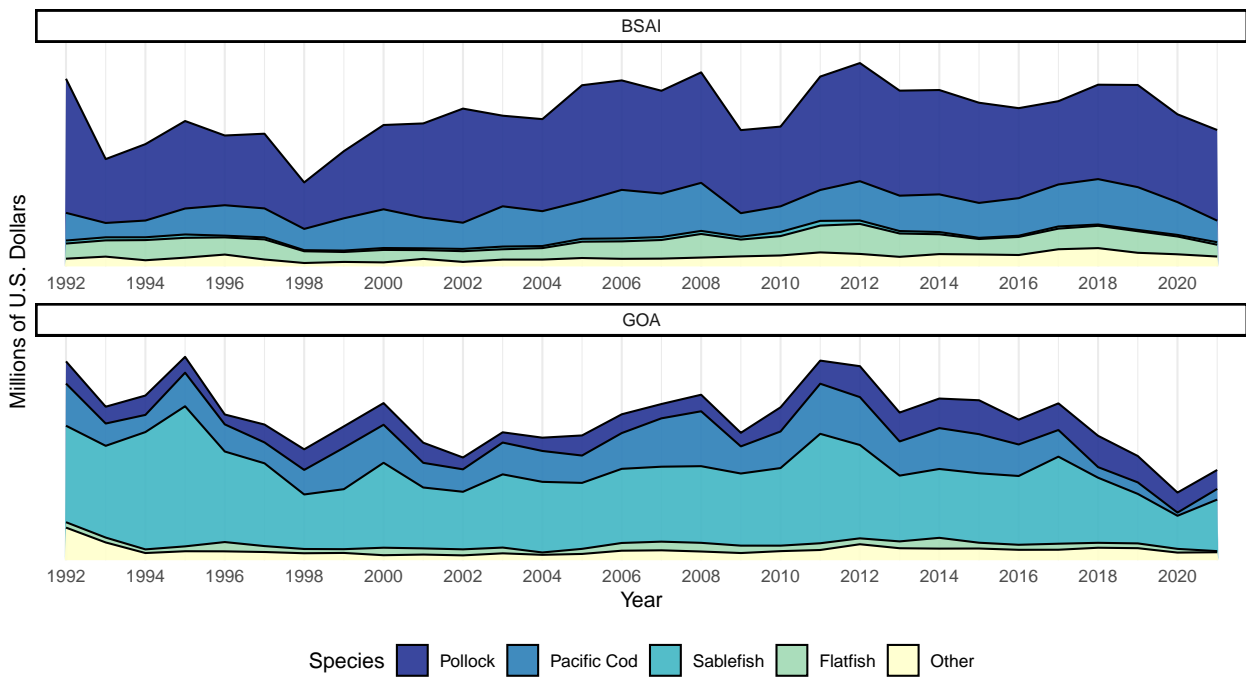 BSAI
1992 1994 1996 1998 2000 2002 2004 2006 2008 2010 2012 2014 2016 2018 2020
GOA
1992 1994 1996 1998 2000 2002 2004 2006 2008 2010 2012 2014 2016 2018 2020
Millions of U.S. Dollars
Year
Species Pollock Pacific Cod Sablefish Flatfish Other